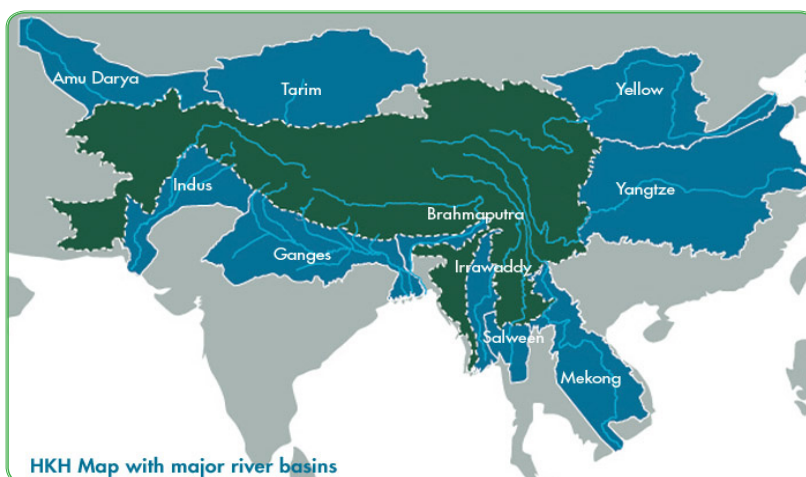 Amu Darya
Tarim
Yellow
Indus
Yangtze
Brahmaputra
Ganges
Irrawaddy
Salween
Mekong
HKH Map with major river basins